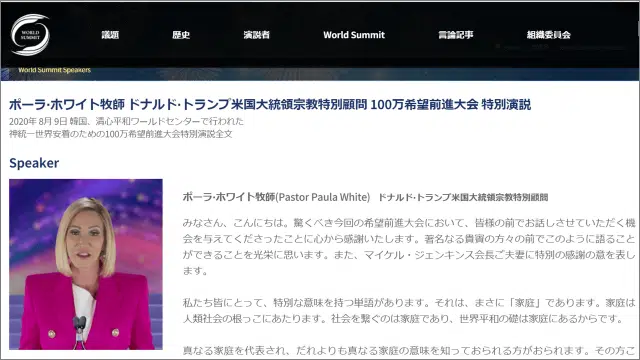 WORLD
SUMMIT
議題
歴史
演説者
World Summit
言論記事
組織委員会
World Summit Speakers
ポーラ·ホワイト牧師 ドナルド·トランプ米国大統領宗教特別顧問 100万希望前進大会 特別演説
2020年 8月 9日 韓国、清心平和ワールドセンターで行われた
神統一世界安着のための100万希望前進大会特別演説全文
Speaker
ポーラ·ホワイト牧師(Pastor Paula White) ドナルド·トランプ米国大統領宗教特別顧問
みなさん、こんにちは。驚くべき今回の希望前進大会において、皆様の前でお話しさせていただく機
会を与えてくださったことに心から感謝いたします。著名なる貴賓の方々の前でこのように語ること
ができることを光栄に思います。また、マイケル・ジェンキンス会長ご夫妻に特別の感謝の意を表し
ます。
私たち皆にとって、特別な意味を持つ単語があります。それは、まさに「家庭」であります。家庭は
人類社会の根っこにあたります。社会を繋ぐのは家庭であり、世界平和の礎は家庭にあるからです。
真なる家庭を代表され、だれよりも真なる家庭の意味を知っておられる方がおられます。その方こ